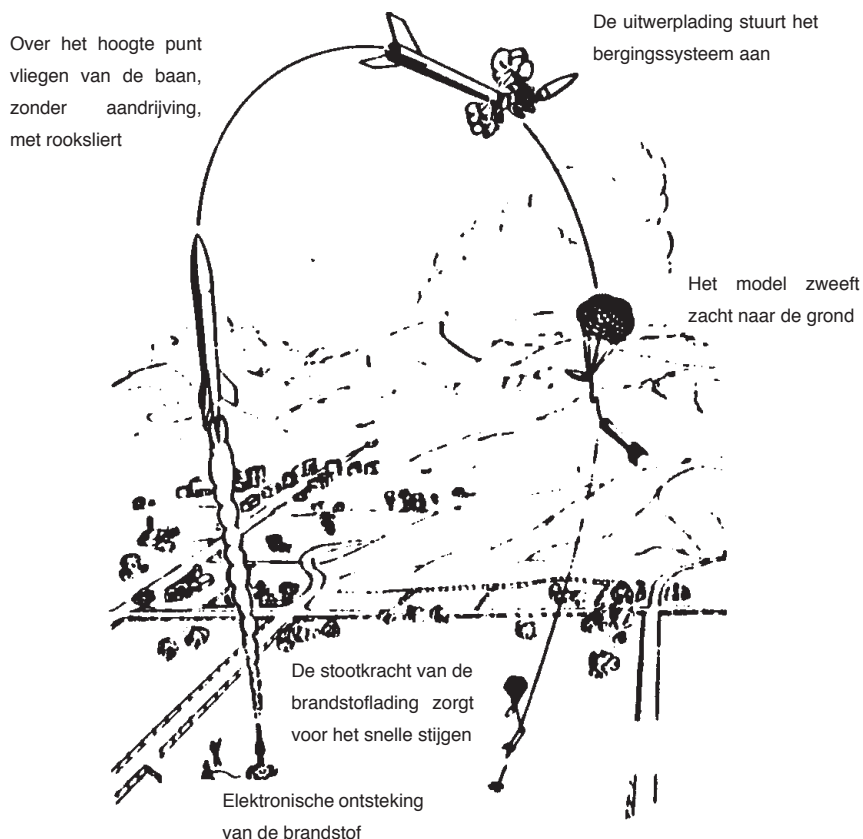 Over het hoogte punt
vliegen van de baan,
zonder aandrijving,
met rooksliert
De uitwerplading stuurt het
bergingssysteem aan
Het model zweeft
zacht naar de grond
De stootkracht van de
brandstoflading zorgt
voor het snelle stijgen
Elektronische ontsteking
van de brandstof